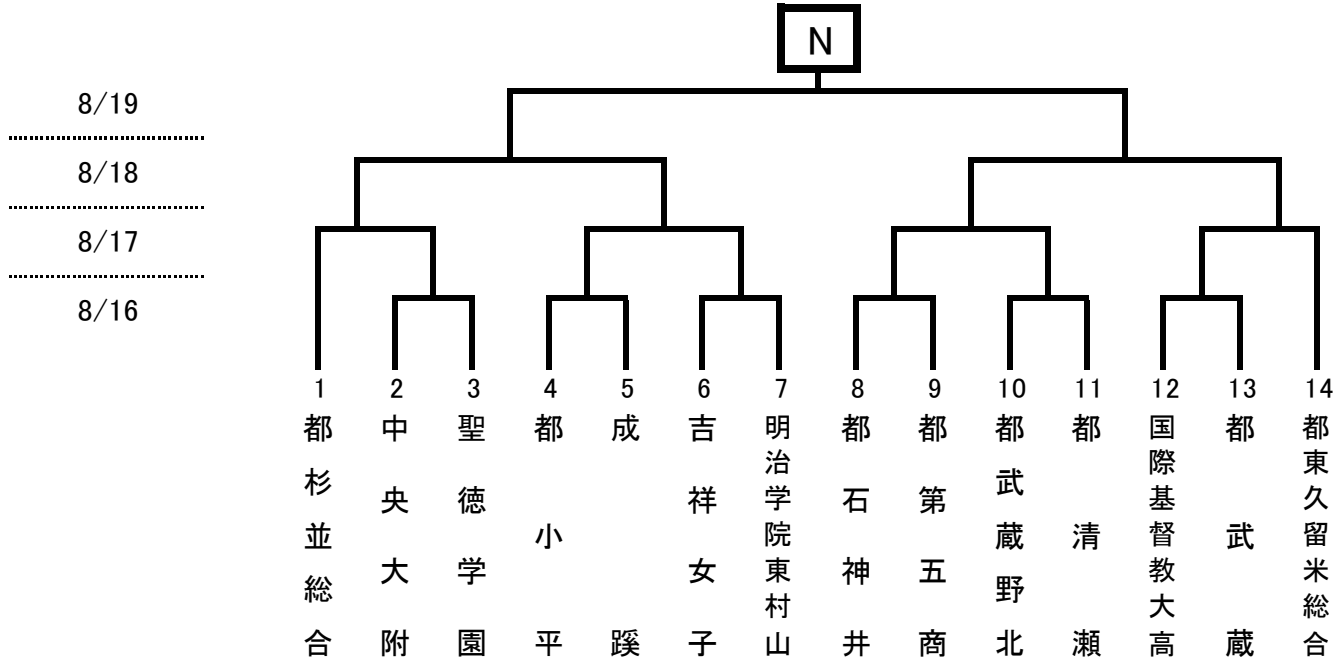 N
8/19
8/18
8/17
8/16
1
2
3
4
5
6
7
8
9
10
11
12
13
14
都杉並総合
中央大附
聖徳学園
都小平
成蹊
吉祥女子
明治学院東村山
都石神井
都第五商
都武蔵野北
都清瀬
国際基督教大高
都武蔵
都東久留米総合